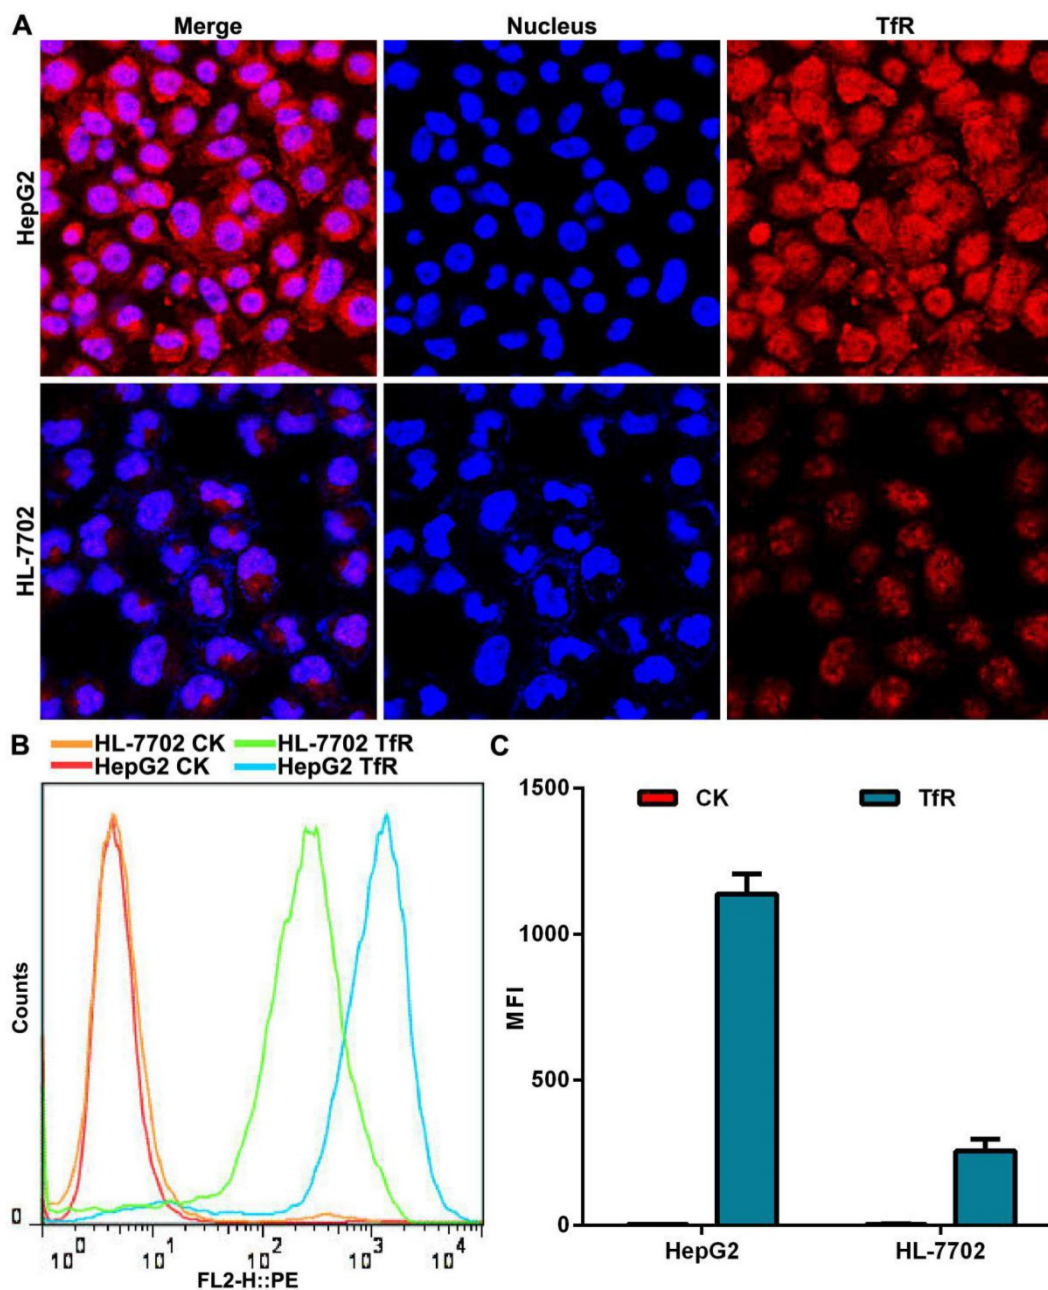 A
Merge
Nucleus
TfR
HepG2
HL-7702
B
HL-7702 CK
HL-7702 TfR
HepG2 CK
HepG2 TfR
Counts
0
10⁰
10¹
10²
10³
10⁴
FL2-H::PE
C
1500
CK
TfR
1000
MFI
500
0
HepG2
HL-7702